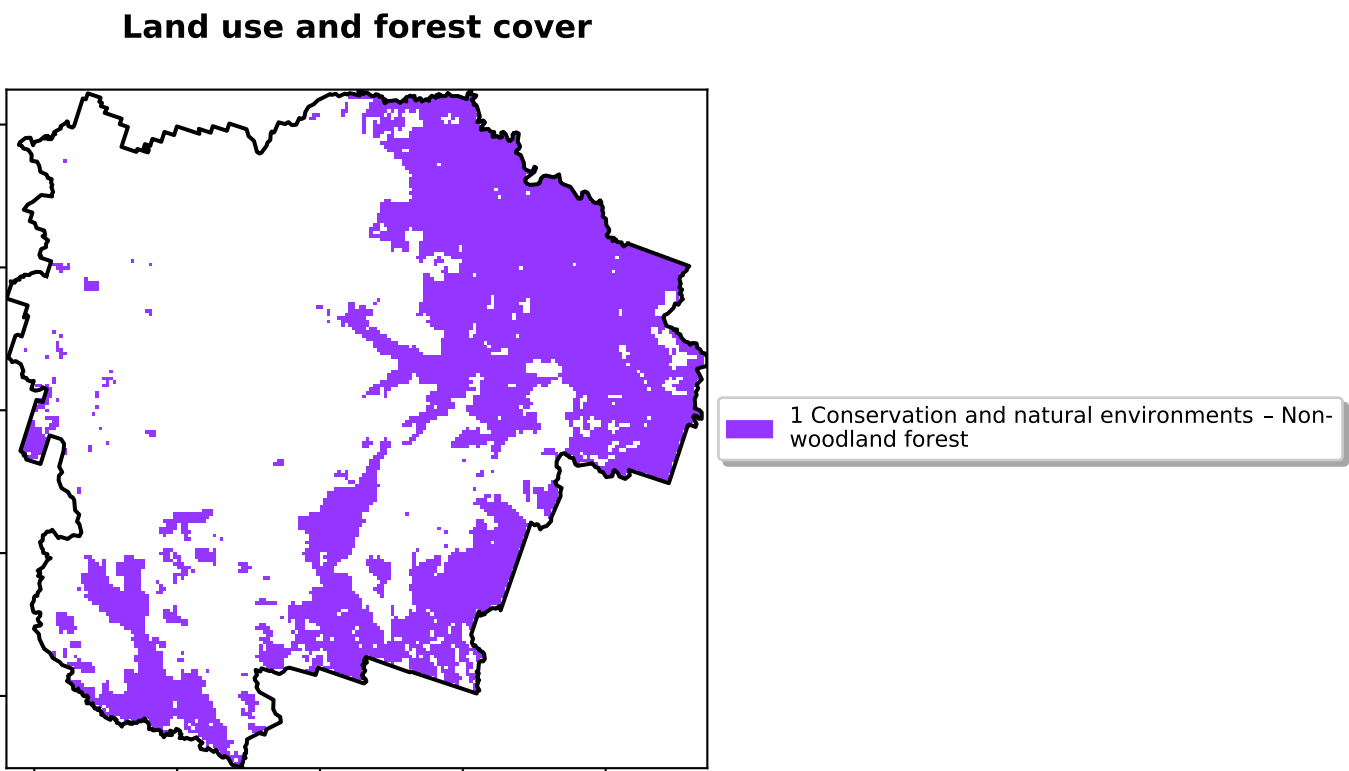 Land use and forest cover
1 Conservation and natural environments – Non-
woodland forest